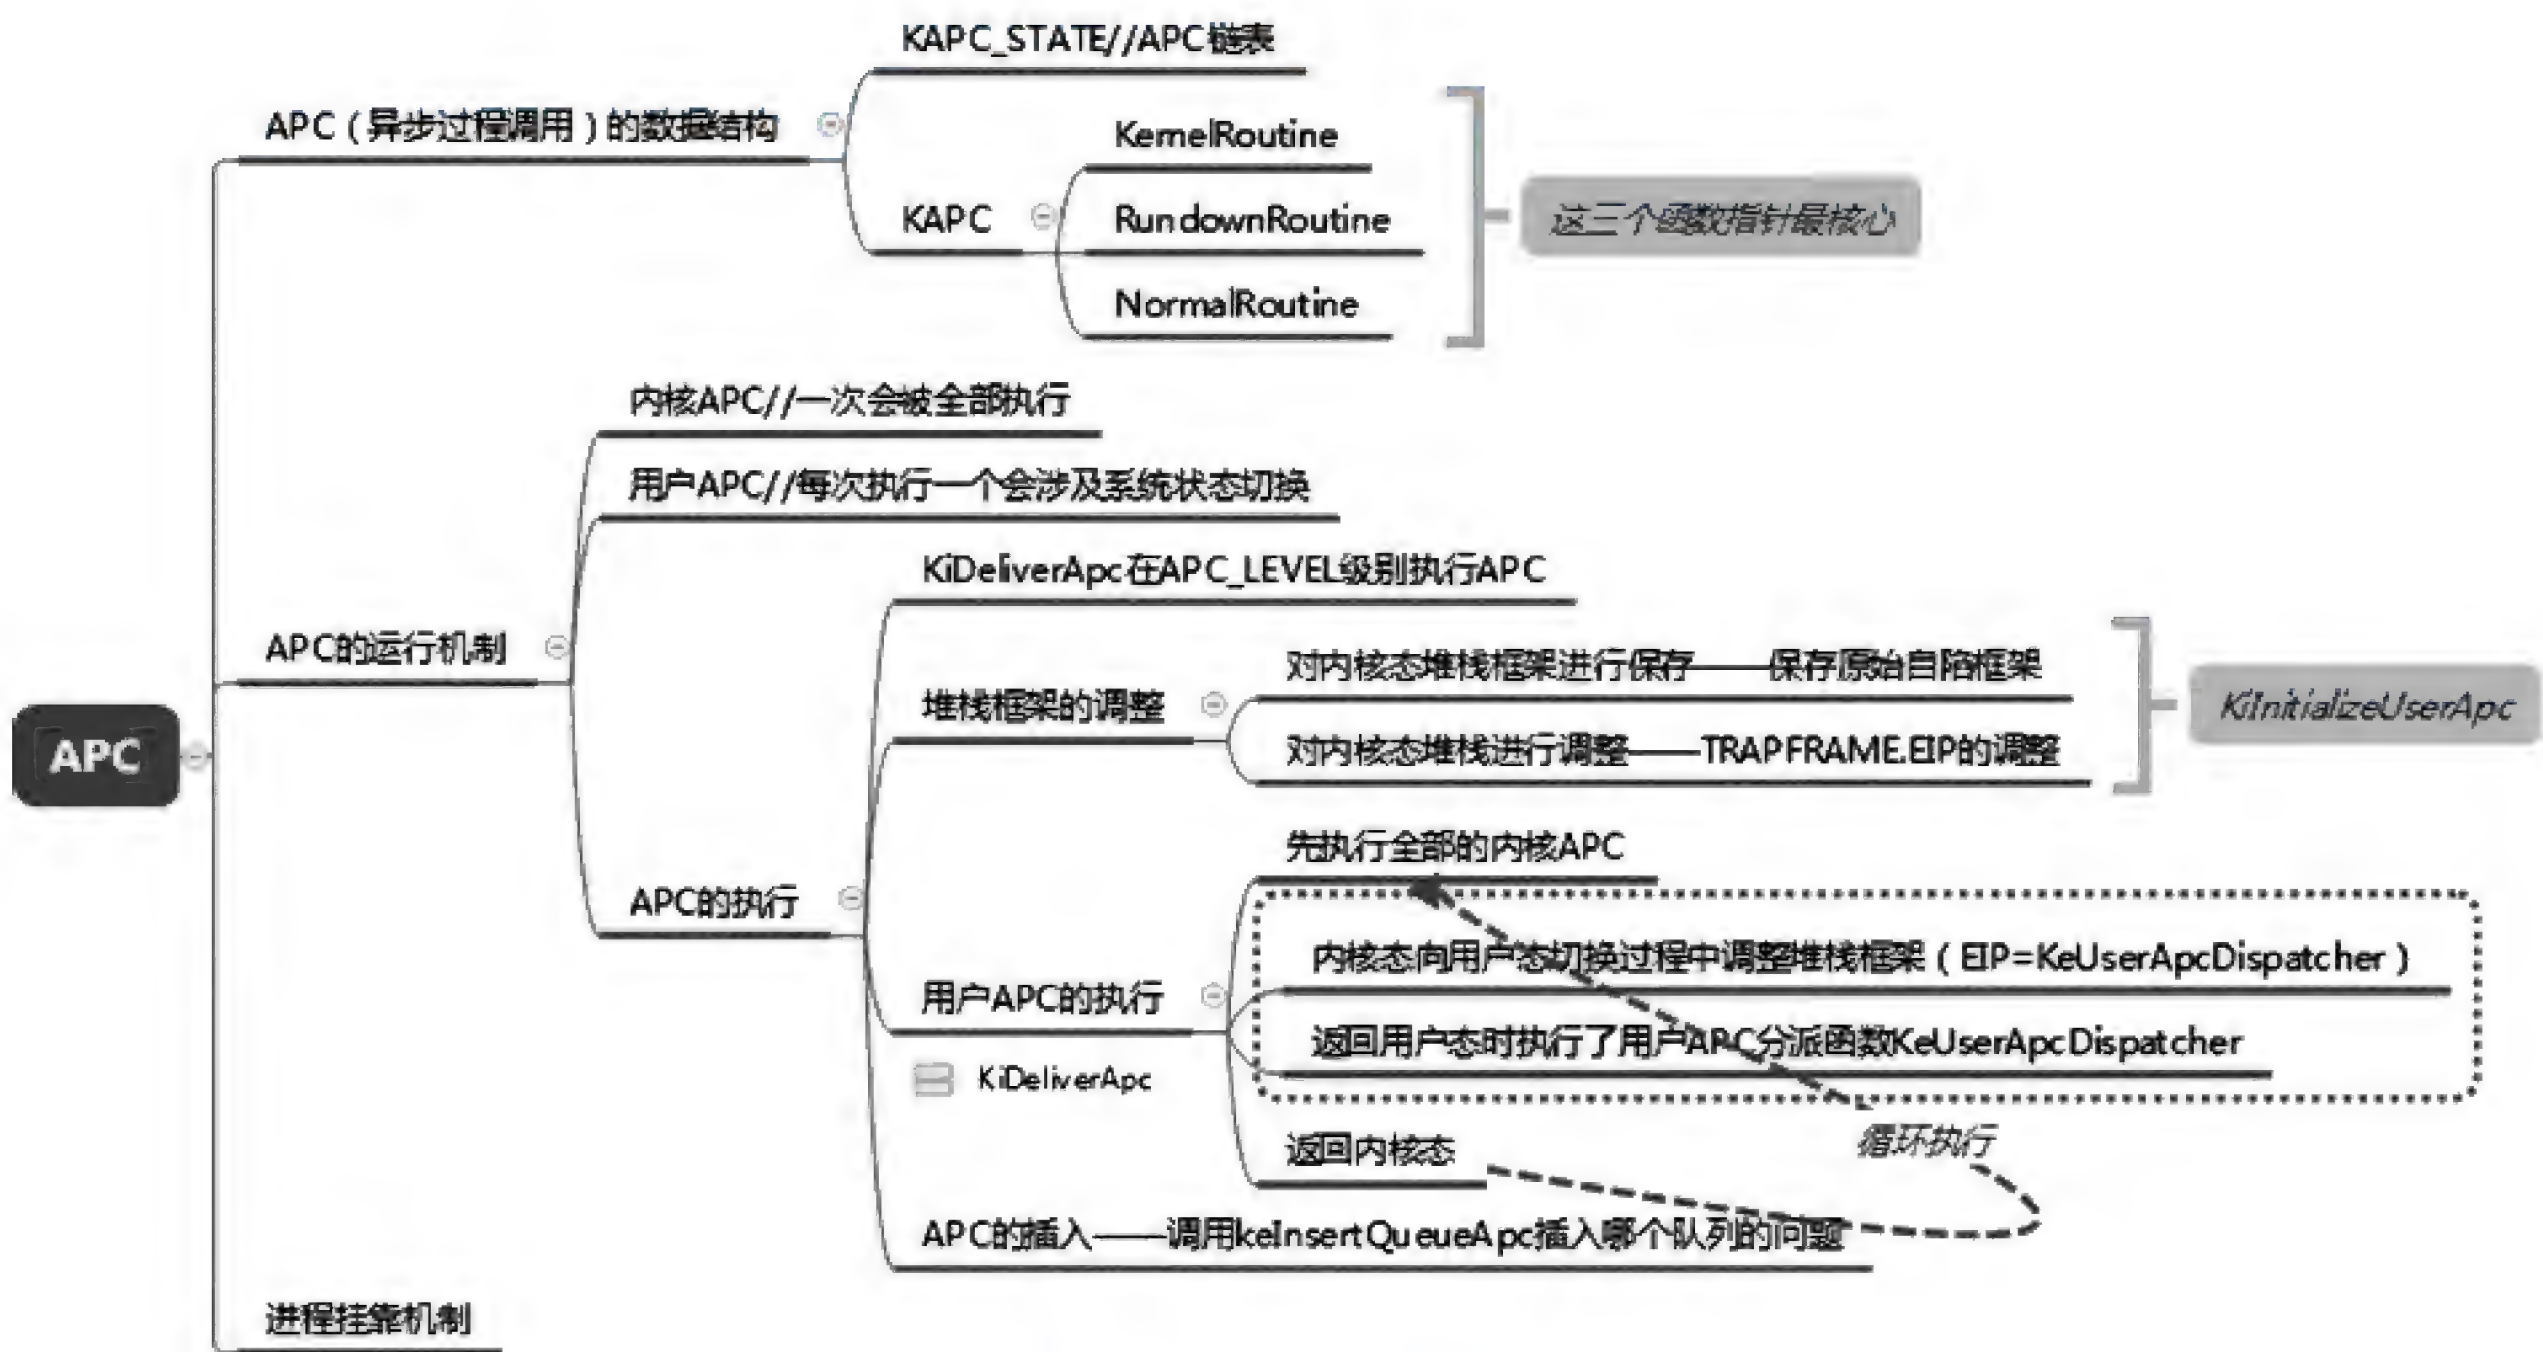 KAPC_STATE//APC链表
APC（异步过程调用）的数据结构
KernelRoutine
KAPC
RundownRoutine
这三个函数指针最核心
NormalRoutine
内核APC//一次会被全部执行
用户APC//每次执行一个会涉及系统状态切换
KiDeliverApc在APC_LEVEL级别执行APC
APC的运行机制
对内核态堆栈框架进行保存——保存原始自陷框架
堆栈框架的调整
KiInitializeUserApc
对内核态堆栈进行调整——TRAPFRAME.EIP的调整
APC
先执行全部的内核APC
APC的执行
内核态向用户态切换过程中调整堆栈框架（EIP=KeUserApcDispatcher）
用户APC的执行
返回用户态时执行了用户APC分派函数KeUserApcDispatcher
KiDeliverApc
循环执行
返回内核态
APC的插入——调用keInsertQueueApc插入哪个队列的问题
进程挂靠机制